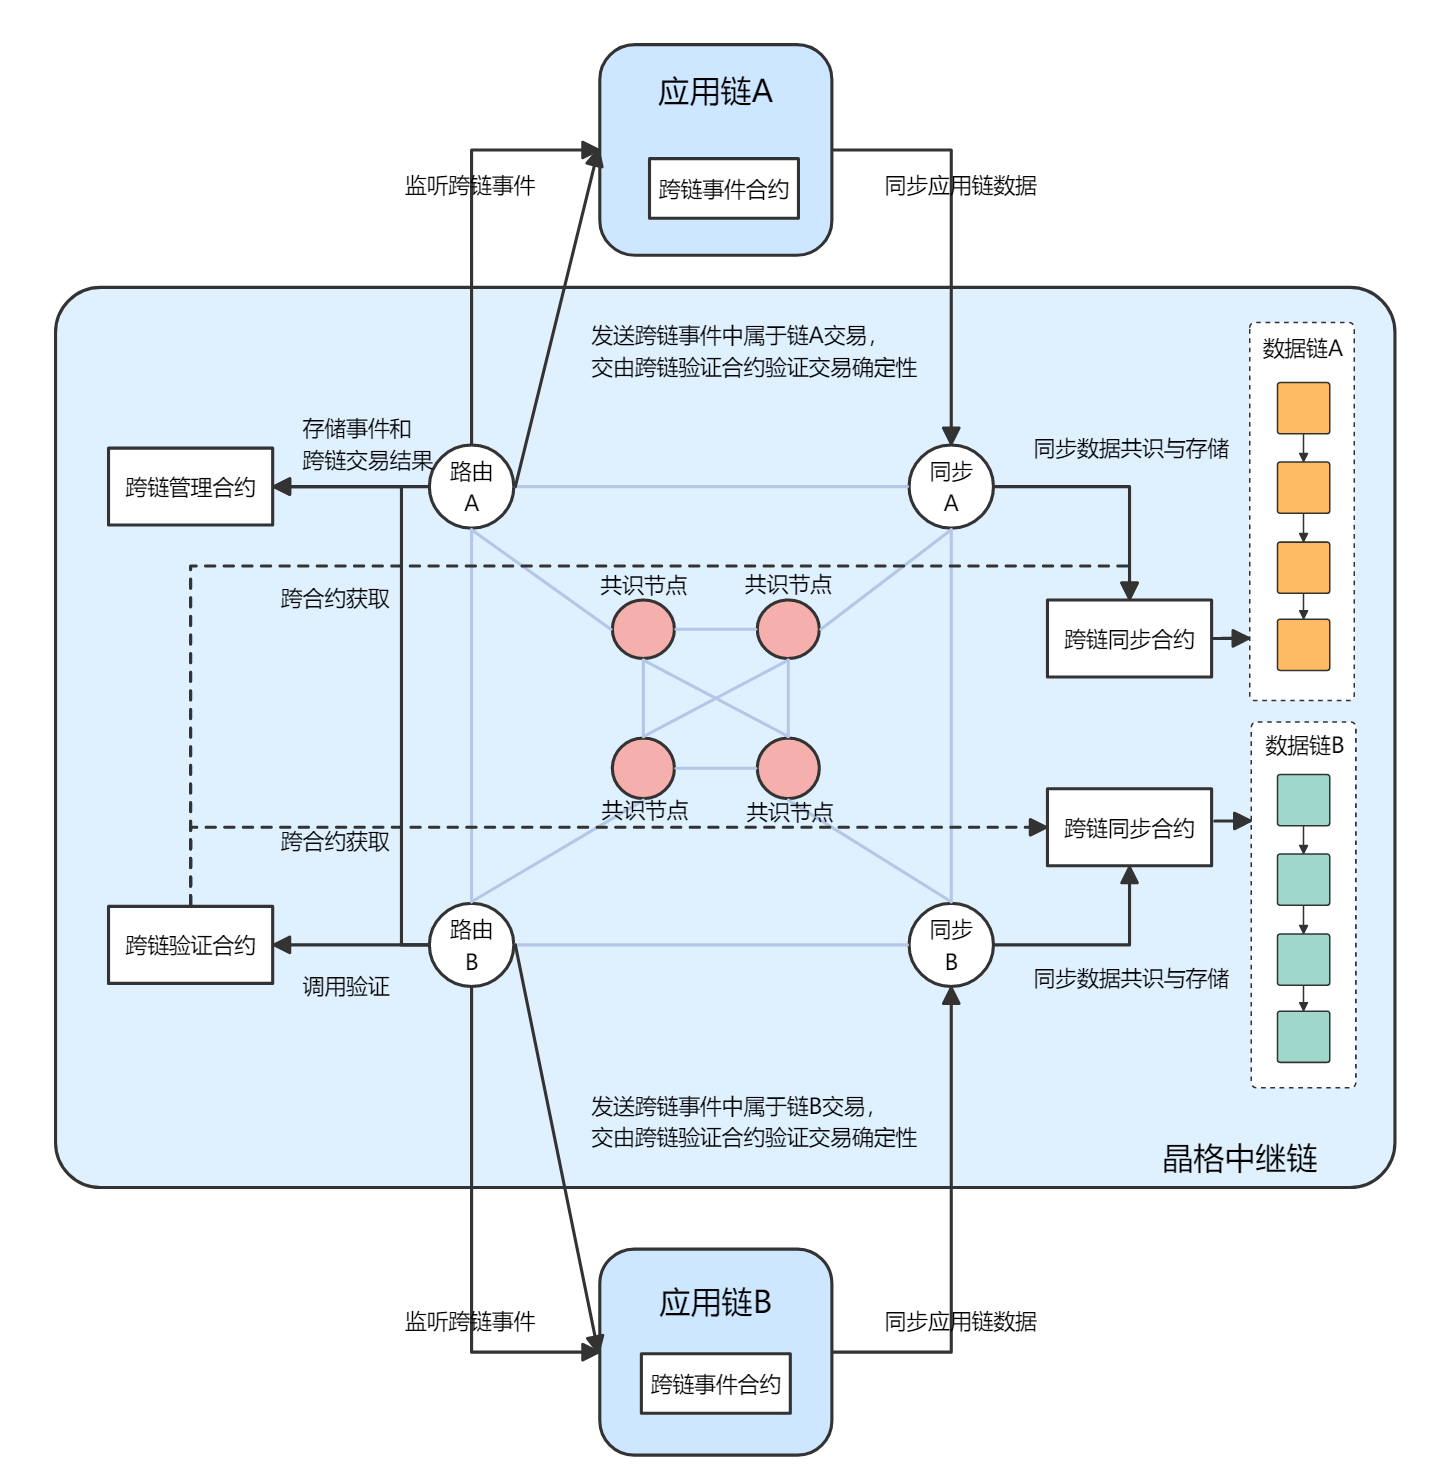 应用链A
跨链事件合约
监听跨链事件
同步应用链数据
发送跨链事件中属于链A交易，
交由跨链验证合约验证交易确定性
数据链A
存储事件和
跨链交易结果
同步数据共识与存储
跨链管理合约
路由
A
同步
A
跨合约获取
共识节点
共识节点
跨链同步合约
数据链B
共识节点
共识节点
跨链同步合约
跨合约获取
跨链验证合约
路由
B
同步
B
调用验证
同步数据共识与存储
发送跨链事件中属于链B交易，
交由跨链验证合约验证交易确定性
晶格中继链
应用链B
监听跨链事件
同步应用链数据
跨链事件合约